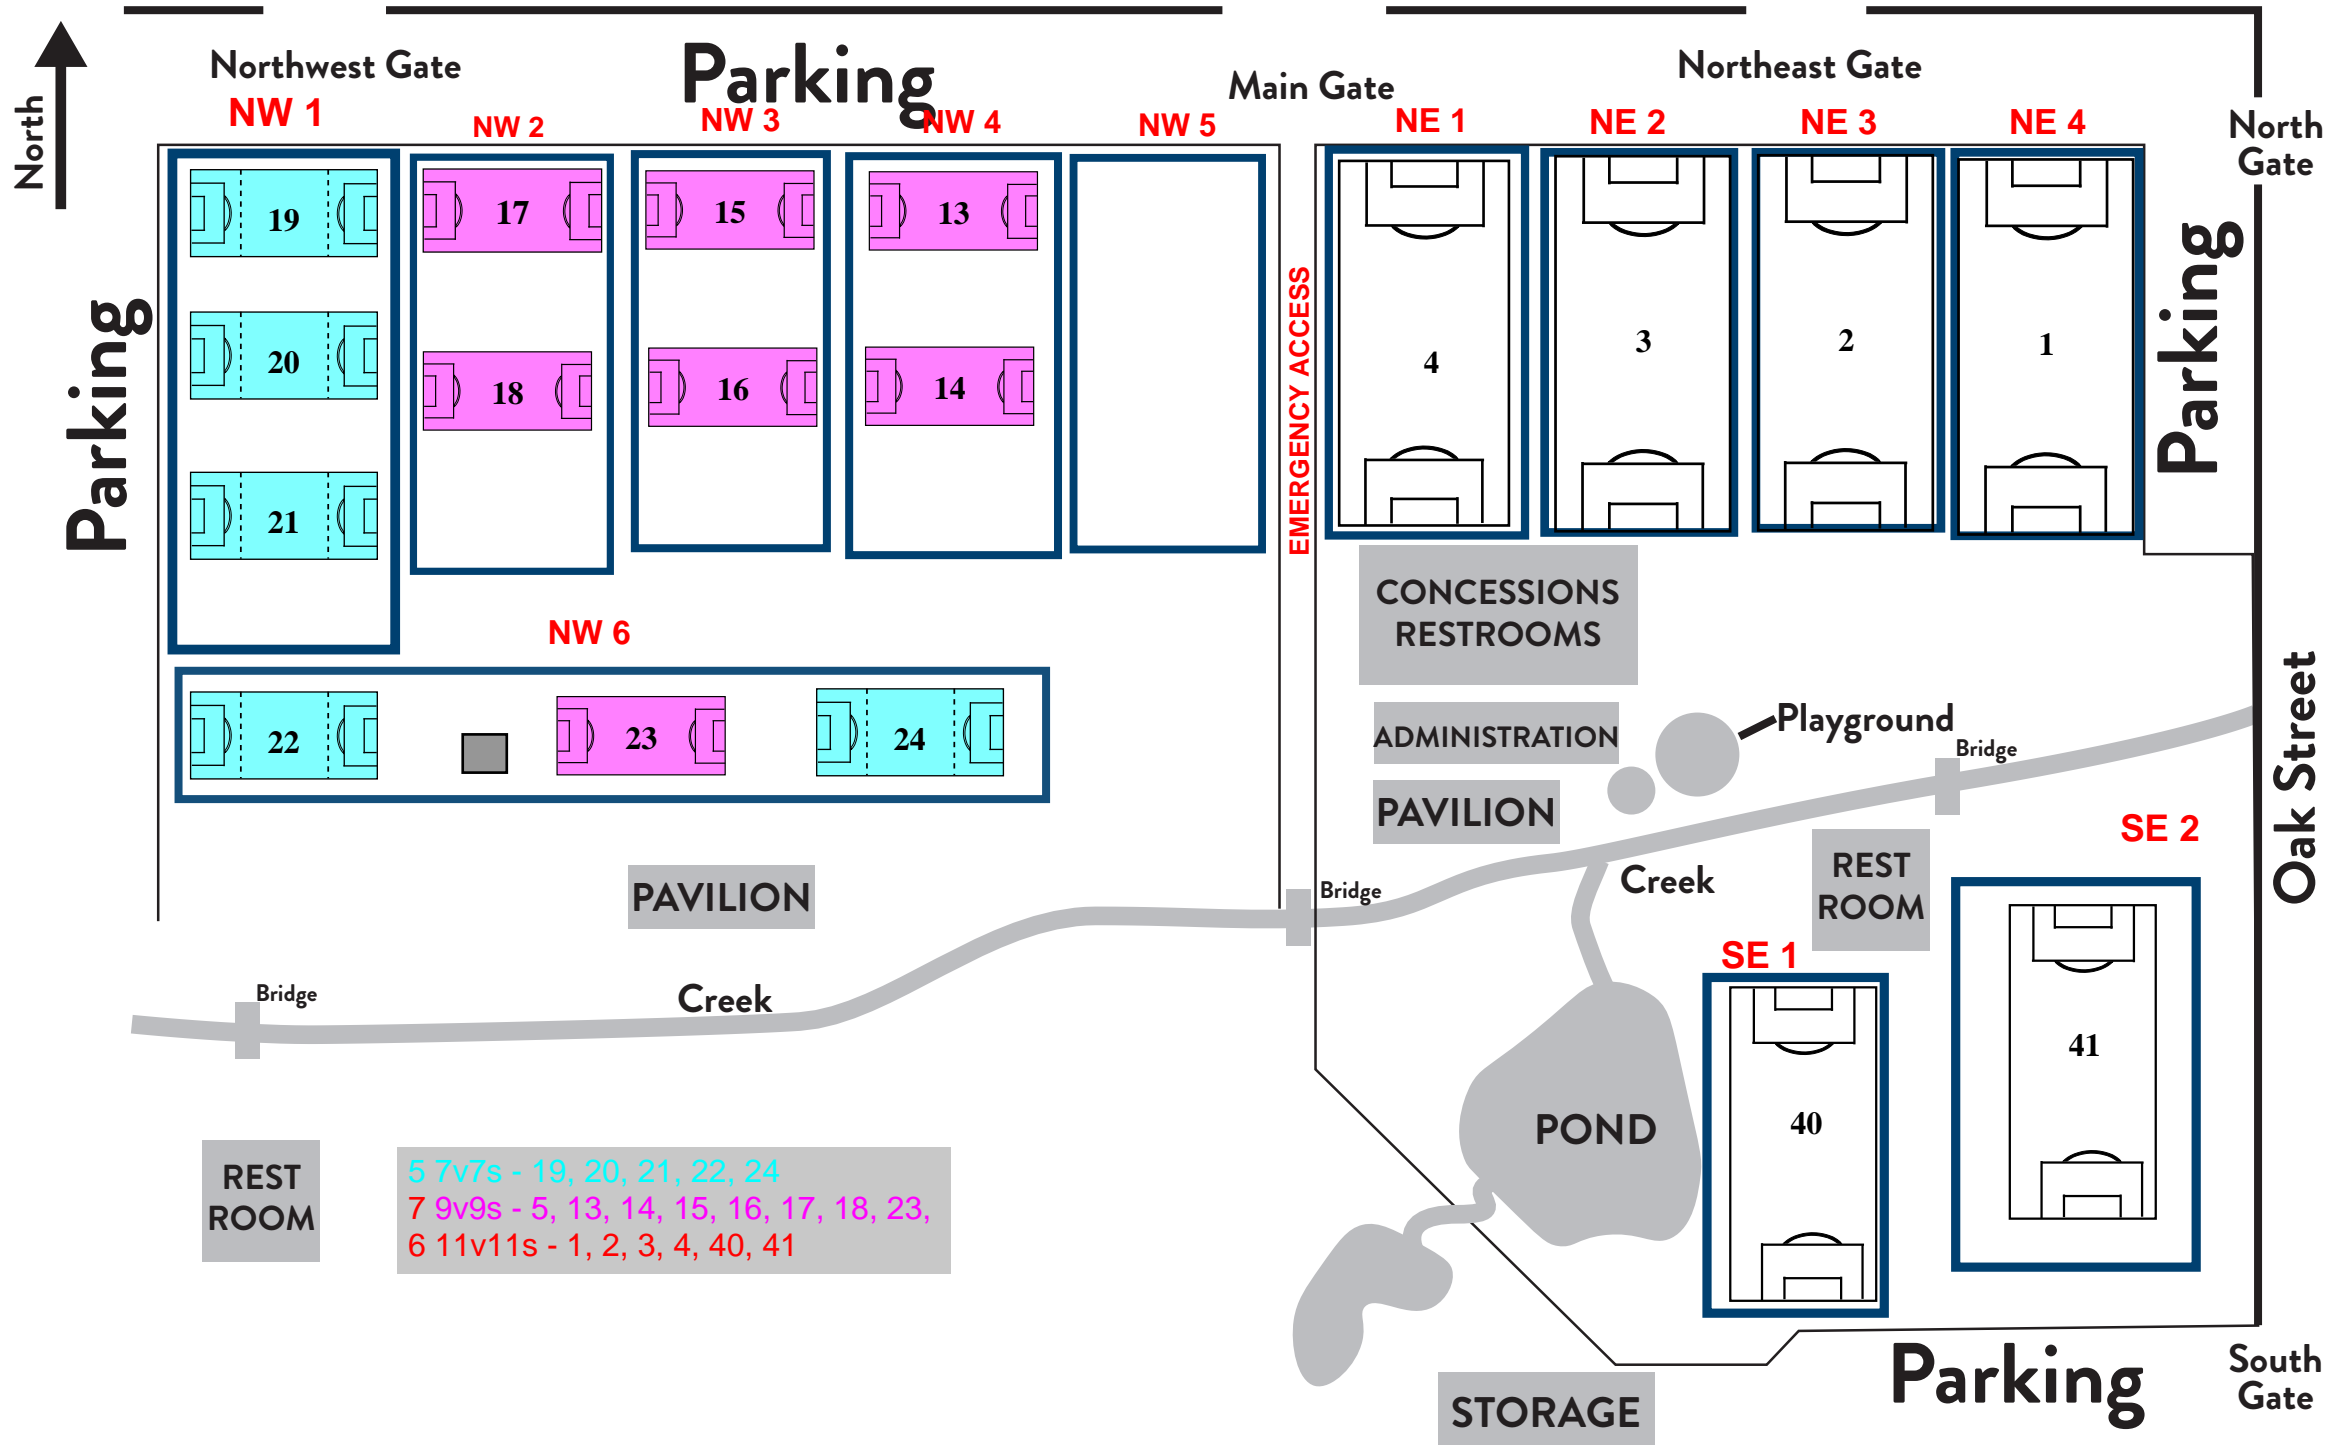 North
Northwest Gate
Parking
Main Gate
Northeast Gate
North
Gate
NW 1
NW 2
NW 3
NW 4
NW 5
NE 1
NE 2
NE 3
NE 4
19
17
15
13
20
18
16
14
21
4
3
2
1
Parking
EMERGENCY ACCESS
Parking
CONCESSIONS
RESTROOMS
NW 6
22
23
24
ADMINISTRATION
Playground
Bridge
PAVILION
Oak Street
SE 2
PAVILION
Bridge
Creek
REST
ROOM
SE 1
Bridge
Creek
41
40
POND
REST
ROOM
5 7v7s - 19, 20, 21, 22, 24
7 9v9s - 5, 13, 14, 15, 16, 17, 18, 23,
6 11v11s - 1, 2, 3, 4, 40, 41
Parking
South
Gate
STORAGE